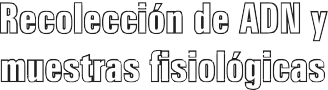 Recolección de ADN y
muestras fisiológicas